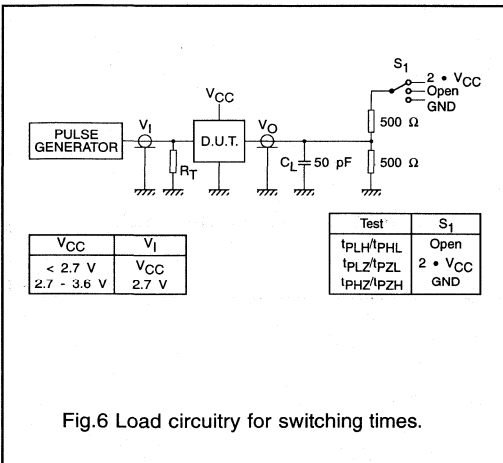 S1
2 • VCC
Open
GND
VCC
500 Ω
PULSE GENERATOR
VI
D.U.T.
VO
RT
CL
50 pF
500 Ω
VCC VI
< 2.7 V VCC
2.7 - 3.6 V 2.7 V
Test S1
tPLH/tPHL Open
tPLZ/tPZL 2 • VCC
tPHZ/tPZH GND
Fig.6 Load circuitry for switching times.